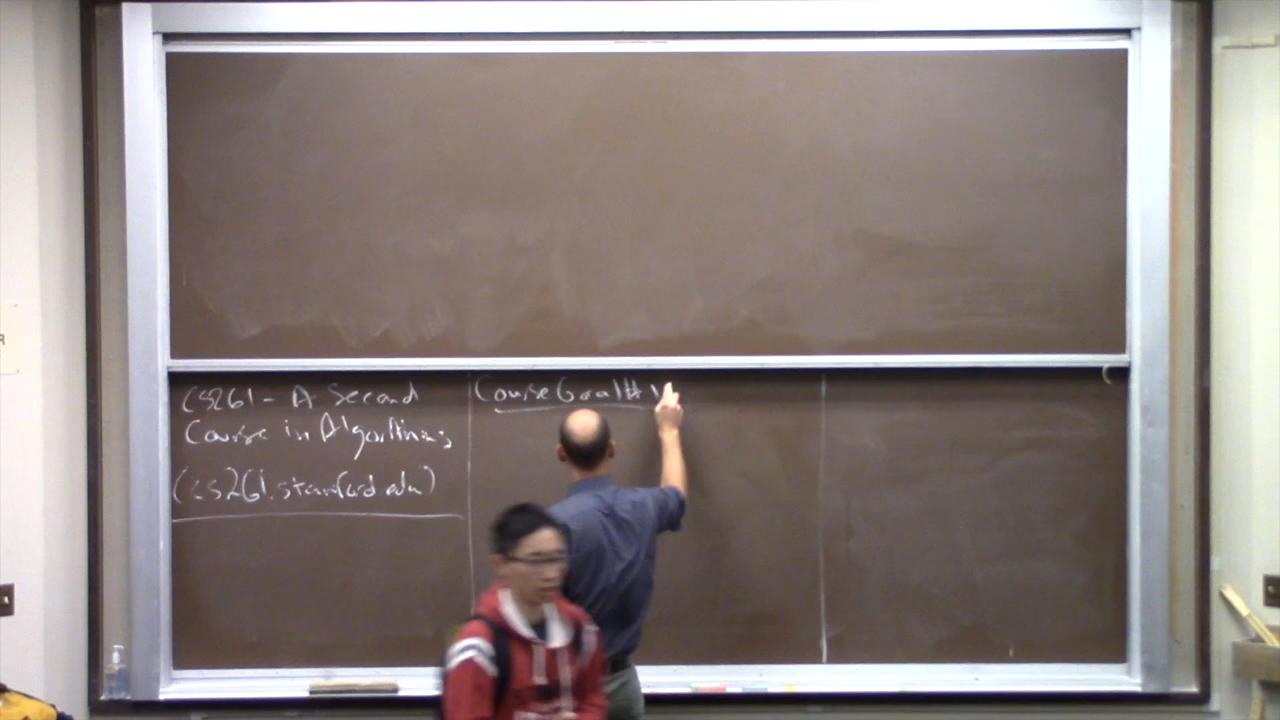 CS261 - A Second
Course in Algorithms
(cs261.stanford.edu)
Course Goal #1
R